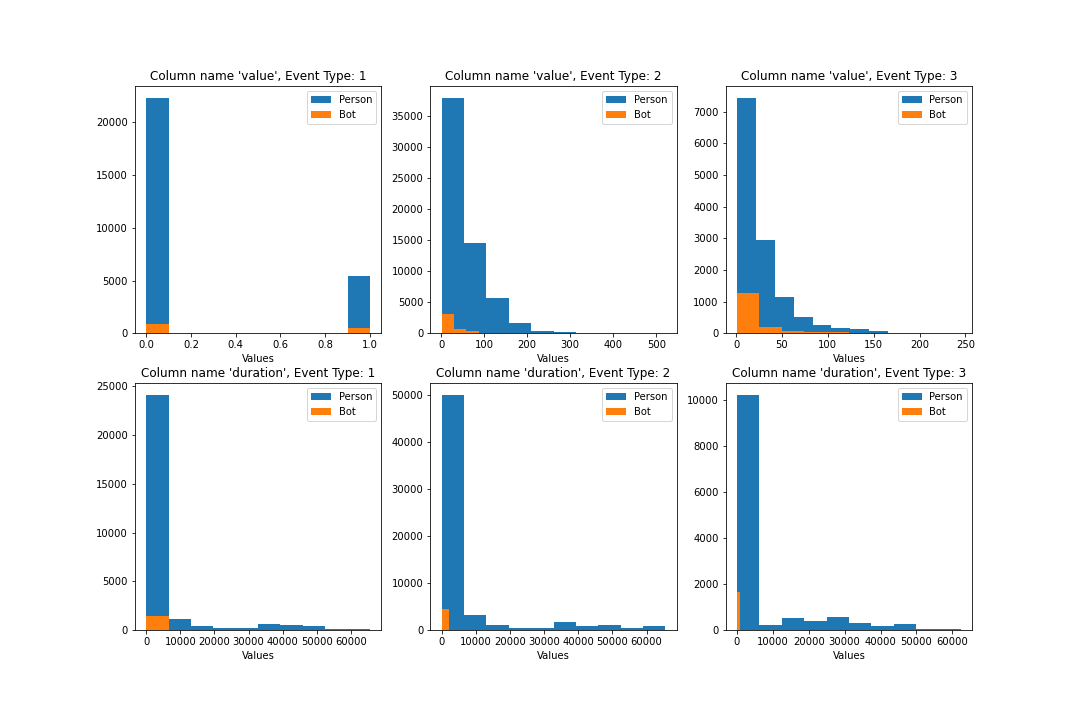 Column name 'value', Event Type: 1
Person
Bot
20000
15000
10000
5000
0
0.0 0.2 0.4 0.6 0.8 1.0
Values
Column name 'value', Event Type: 2
Person
Bot
35000
30000
25000
20000
15000
10000
5000
0
0 100 200 300 400 500
Values
Column name 'value', Event Type: 3
Person
Bot
7000
6000
5000
4000
3000
2000
1000
0
0 50 100 150 200 250
Values
Column name 'duration', Event Type: 1
Person
Bot
25000
20000
15000
10000
5000
0
0 10000 20000 30000 40000 50000 60000
Values
Column name 'duration', Event Type: 2
Person
Bot
50000
40000
30000
20000
10000
0
0 10000 20000 30000 40000 50000 60000
Values
Column name 'duration', Event Type: 3
Person
Bot
10000
8000
6000
4000
2000
0
0 10000 20000 30000 40000 50000 60000
Values